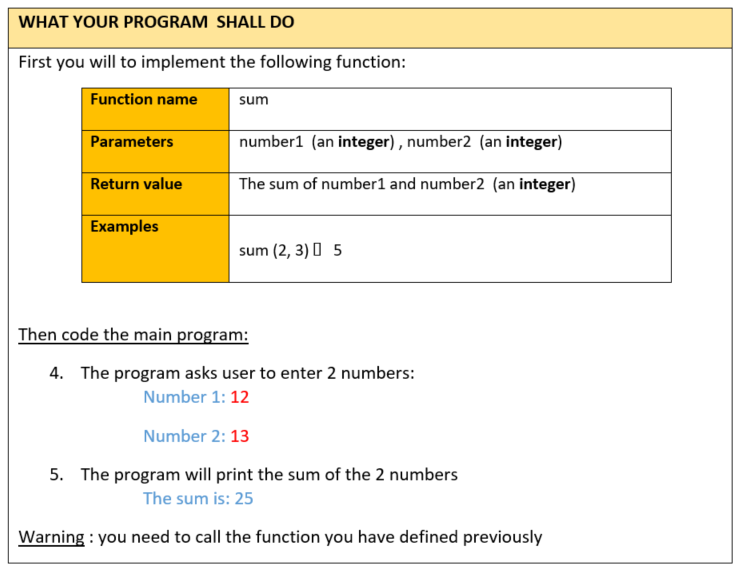 WHAT YOUR PROGRAM SHALL DO
First you will to implement the following function:
Function name sum
Parameters number1 (an integer) , number2 (an integer)
Return value The sum of number1 and number2 (an integer)
Examples
sum (2, 3) ▯ 5
Then code the main program:
4. The program asks user to enter 2 numbers:
Number 1: 12
Number 2: 13
5. The program will print the sum of the 2 numbers
The sum is: 25
Warning : you need to call the function you have defined previously